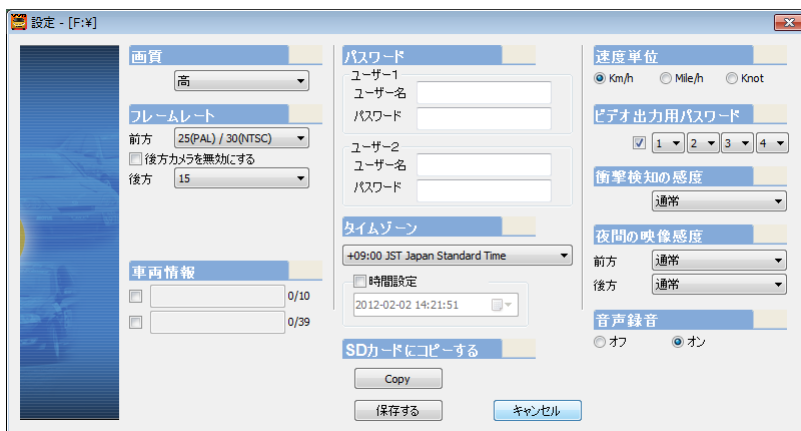 設定 - [F:¥]
画質
高
フレームレート
前方 25(PAL) / 30(NTSC)
後方カメラを無効にする
後方 15
車両情報
0/10
0/39
パスワード
ユーザー1
ユーザー名
パスワード
ユーザー2
ユーザー名
パスワード
タイムゾーン
+09:00 JST Japan Standard Time
時間設定
2012-02-02 14:21:51
SDカードにコピーする
Copy
保存する
キャンセル
速度単位
Km/h Mile/h Knot
ビデオ出力用パスワード
1 2 3 4
衝撃検知の感度
通常
夜間の映像感度
前方 通常
後方 通常
音声録音
オフ オン